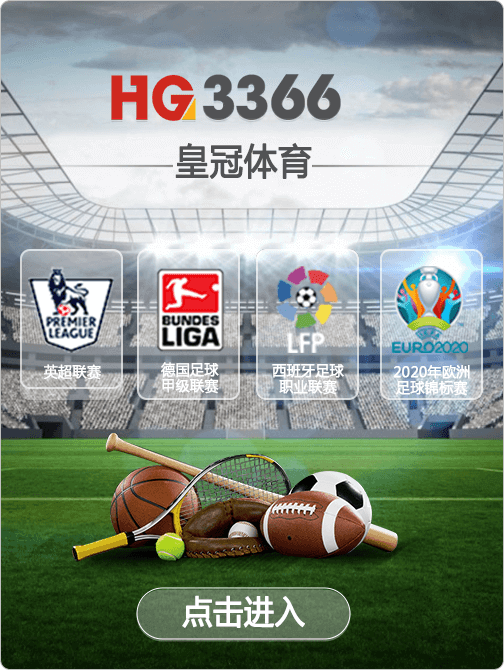 HG3366
皇冠体育
PREMIER
LEAGUE
英超联赛
BUNDES
LIGA
德国足球
甲级联赛
LFP
西班牙足球
职业联赛
EURO2020
2020年欧洲
足球锦标赛
点击进入